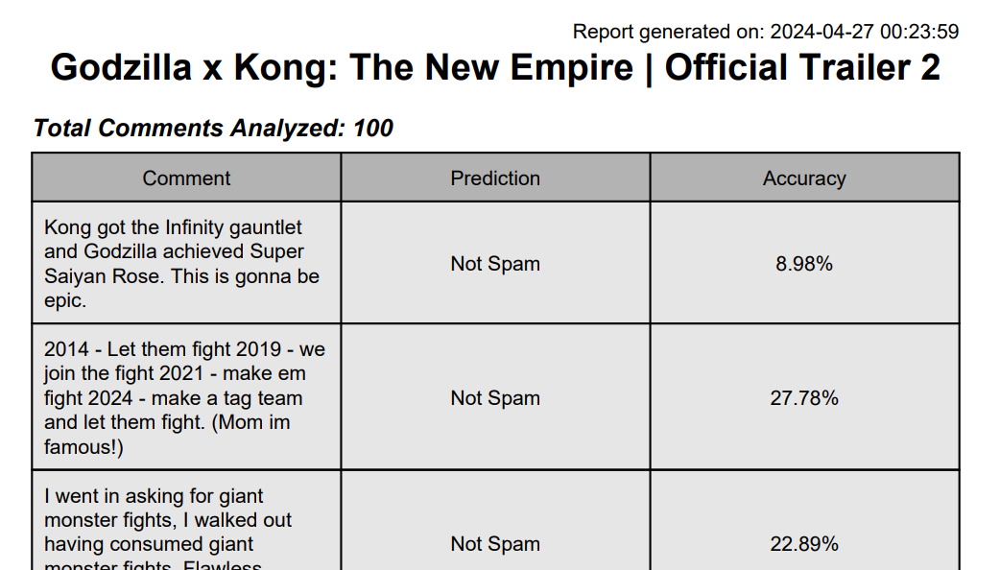 Report generated on: 2024-04-27 00:23:59
Godzilla x Kong: The New Empire | Official Trailer 2
Total Comments Analyzed: 100
Comment Prediction Accuracy
Kong got the Infinity gauntlet
and Godzilla achieved Super
Saiyan Rose. This is gonna be
epic.
Not Spam
8.98%
2014 - Let them fight 2019 - we
join the fight 2021 - make em
fight 2024 - make a tag team
and let them fight. (Mom im
famous!)
Not Spam
27.78%
I went in asking for giant
monster fights, I walked out
having consumed giant
monster fights. Flawless
Not Spam
22.89%